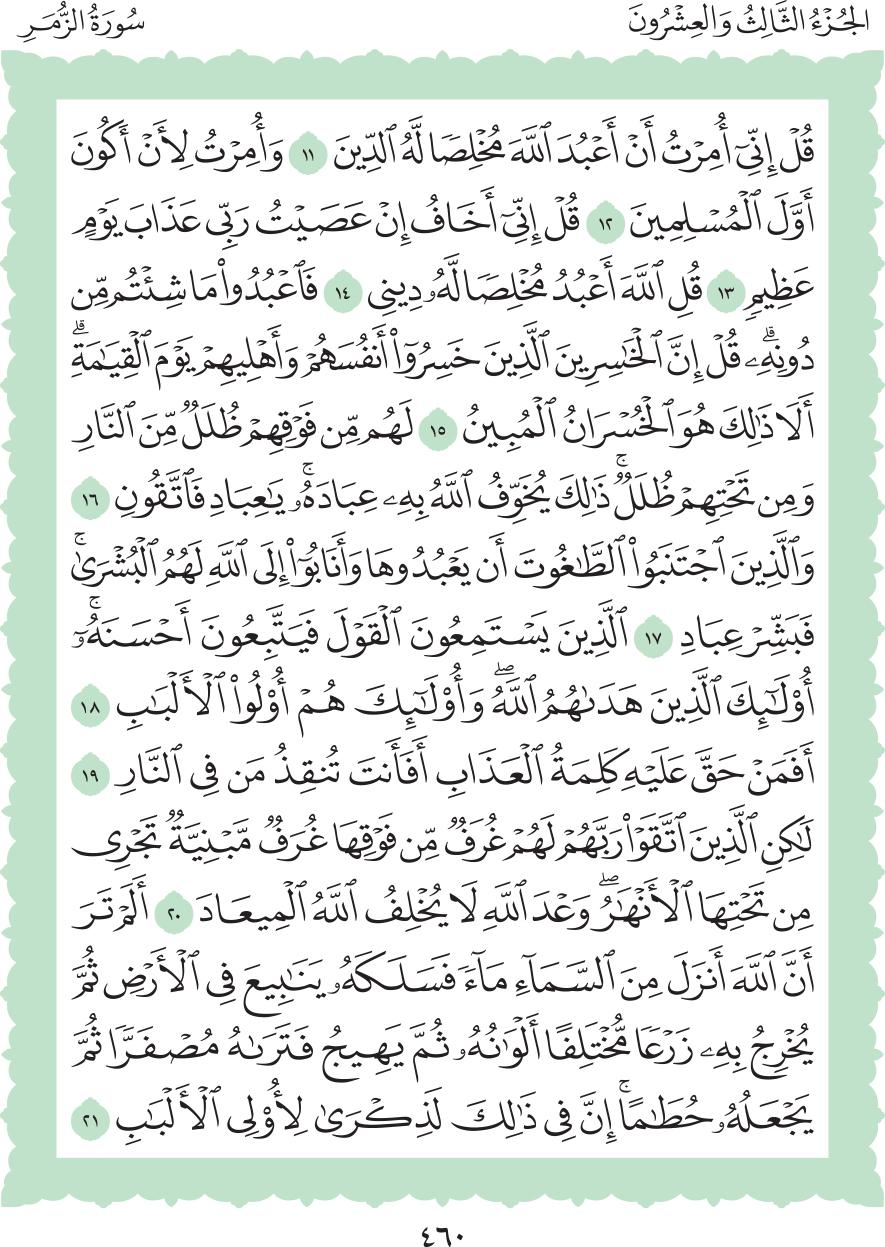 الجُزْءُ الثَّالِثُ وَالعِشْرُونَ
سُورَةُ الزُّمَرِ
قُلۡ إِنِّيٓ أُمِرۡتُ أَنۡ أَعۡبُدَ ٱللَّهَ مُخۡلِصٗا لَّهُ ٱلدِّينَ ١١ وَأُمِرۡتُ لِأَنۡ أَكُونَ
أَوَّلَ ٱلۡمُسۡلِمِينَ ١٢ قُلۡ إِنِّيٓ أَخَافُ إِنۡ عَصَيۡتُ رَبِّي عَذَابَ يَوۡمٍ
عَظِيمٖ ١٣ قُلِ ٱللَّهَ أَعۡبُدُ مُخۡلِصٗا لَّهُۥ دِينِي ١٤ فَٱعۡبُدُواْ مَا شِئۡتُم مِّن
دُونِهِۦۗ قُلۡ إِنَّ ٱلۡخَٰسِرِينَ ٱلَّذِينَ خَسِرُوٓاْ أَنفُسَهُمۡ وَأَهۡلِيهِمۡ يَوۡمَ ٱلۡقِيَٰمَةِۗ
أَلَا ذَٰلِكَ هُوَ ٱلۡخُسۡرَانُ ٱلۡمُبِينُ ١٥ لَهُم مِّن فَوۡقِهِمۡ ظُلَلٞ مِّنَ ٱلنَّارِ
وَمِن تَحۡتِهِمۡ ظُلَلٞۚ ذَٰلِكَ يُخَوِّفُ ٱللَّهُ بِهِۦ عِبَادَهُۥۚ يَٰعِبَادِ فَٱتَّقُونِ ١٦
وَٱلَّذِينَ ٱجۡتَنَبُواْ ٱلطَّٰغُوتَ أَن يَعۡبُدُوهَا وَأَنَابُوٓاْ إِلَى ٱللَّهِ لَهُمُ ٱلۡبُشۡرَىٰۚ
فَبَشِّرۡ عِبَادِ ١٧ ٱلَّذِينَ يَسۡتَمِعُونَ ٱلۡقَوۡلَ فَيَتَّبِعُونَ أَحۡسَنَهُۥٓۚ
أُوْلَٰٓئِكَ ٱلَّذِينَ هَدَىٰهُمُ ٱللَّهُۖ وَأُوْلَٰٓئِكَ هُمۡ أُوْلُواْ ٱلۡأَلۡبَٰبِ ١٨
أَفَمَنۡ حَقَّ عَلَيۡهِ كَلِمَةُ ٱلۡعَذَابِ أَفَأَنتَ تُنقِذُ مَن فِي ٱلنَّارِ ١٩
لَٰكِنِ ٱلَّذِينَ ٱتَّقَوۡاْ رَبَّهُمۡ لَهُمۡ غُرَفٞ مِّن فَوۡقِهَا غُرَفٞ مَّبۡنِيَّةٞ تَجۡرِي
مِن تَحۡتِهَا ٱلۡأَنۡهَٰرُۖ وَعۡدَ ٱللَّهِ لَا يُخۡلِفُ ٱللَّهُ ٱلۡمِيعَادَ ٢٠ أَلَمۡ تَرَ
أَنَّ ٱللَّهَ أَنزَلَ مِنَ ٱلسَّمَآءِ مَآءٗ فَسَلَكَهُۥ يَنَٰبِيعَ فِي ٱلۡأَرۡضِ ثُمَّ
يُخۡرِجُ بِهِۦ زَرۡعٗا مُّخۡتَلِفًا أَلۡوَٰنُهُۥ ثُمَّ يَهِيجُ فَتَرَىٰهُ مُصۡفَرّٗا ثُمَّ
يَجۡعَلُهُۥ حُطَٰمًاۚ إِنَّ فِي ذَٰلِكَ لَذِكۡرَىٰ لِأُوْلِي ٱلۡأَلۡبَٰبِ ٢١
٤٦٠